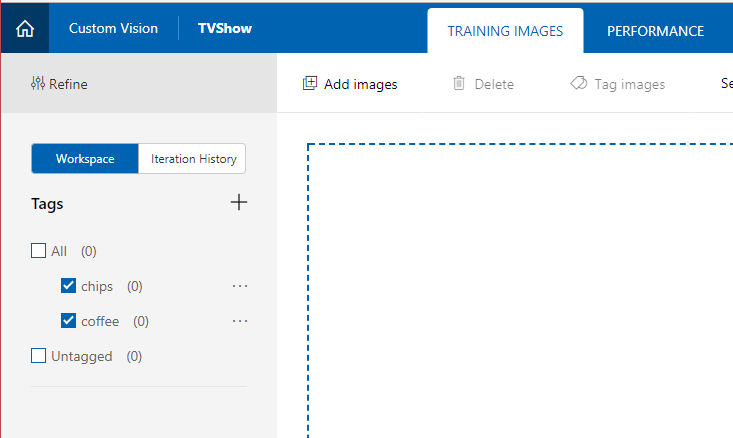 Custom Vision TVShow TRAINING IMAGES PERFORMANCE
Refine Add images Delete Tag images Se
Workspace Iteration History
Tags
All (0)
chips (0) ...
coffee (0) ...
Untagged (0)